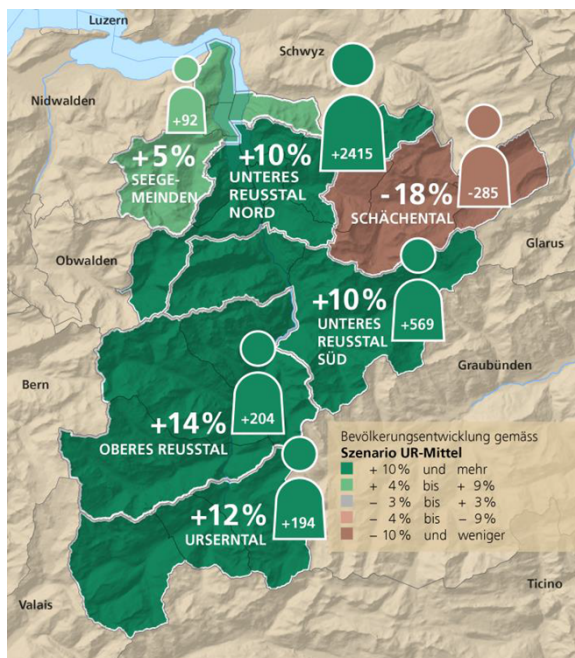 Luzern
Schwyz
Nidwalden
+92
+2415
+5%
SEEGE-
MEINDEN
+10%
UNTERES
REUSSTAL
NORD
-18%
SCHÄCHENTAL
-285
Glarus
Obwalden
+10%
UNTERES
REUSSTAL
SÜD
+569
Graubünden
Bern
+14%
OBERES REUSSTAL
+204
Bevölkerungsentwicklung gemäss
Szenario UR-Mittel
+ 10 % und mehr
+ 4 % bis + 9 %
– 3 % bis + 3 %
– 4 % bis – 9 %
– 10 % und weniger
+12%
URSERNTAL
+194
Ticino
Valais